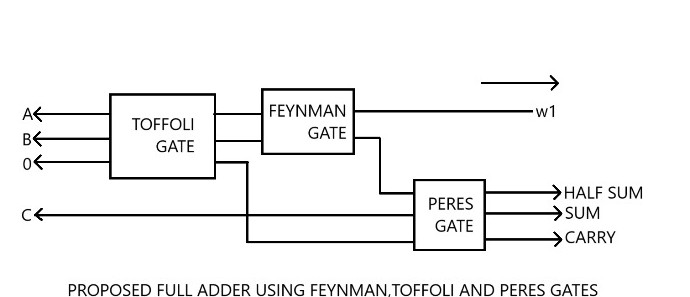 A
B
0
C
TOFFOLI
GATE
FEYNMAN
GATE
w1
PERES
GATE
HALF SUM
SUM
CARRY
PROPOSED FULL ADDER USING FEYNMAN,TOFFOLI AND PERES GATES